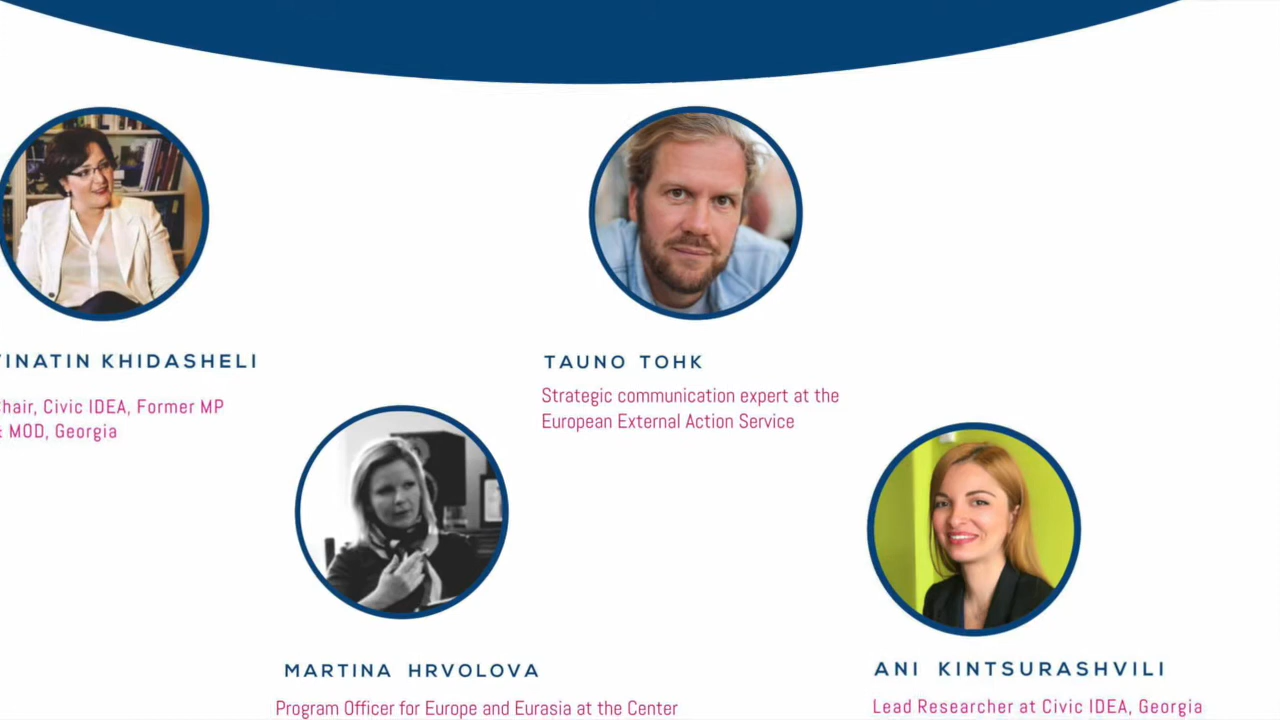 TINATIN KHIDASHELI
Chair, Civic IDEA, Former MP
& MOD, Georgia
TAUNO TOHK
Strategic communication expert at the
European External Action Service
MARTINA HRVOLOVA
Program Officer for Europe and Eurasia at the Center
ANI KINTSURASHVILI
Lead Researcher at Civic IDEA, Georgia